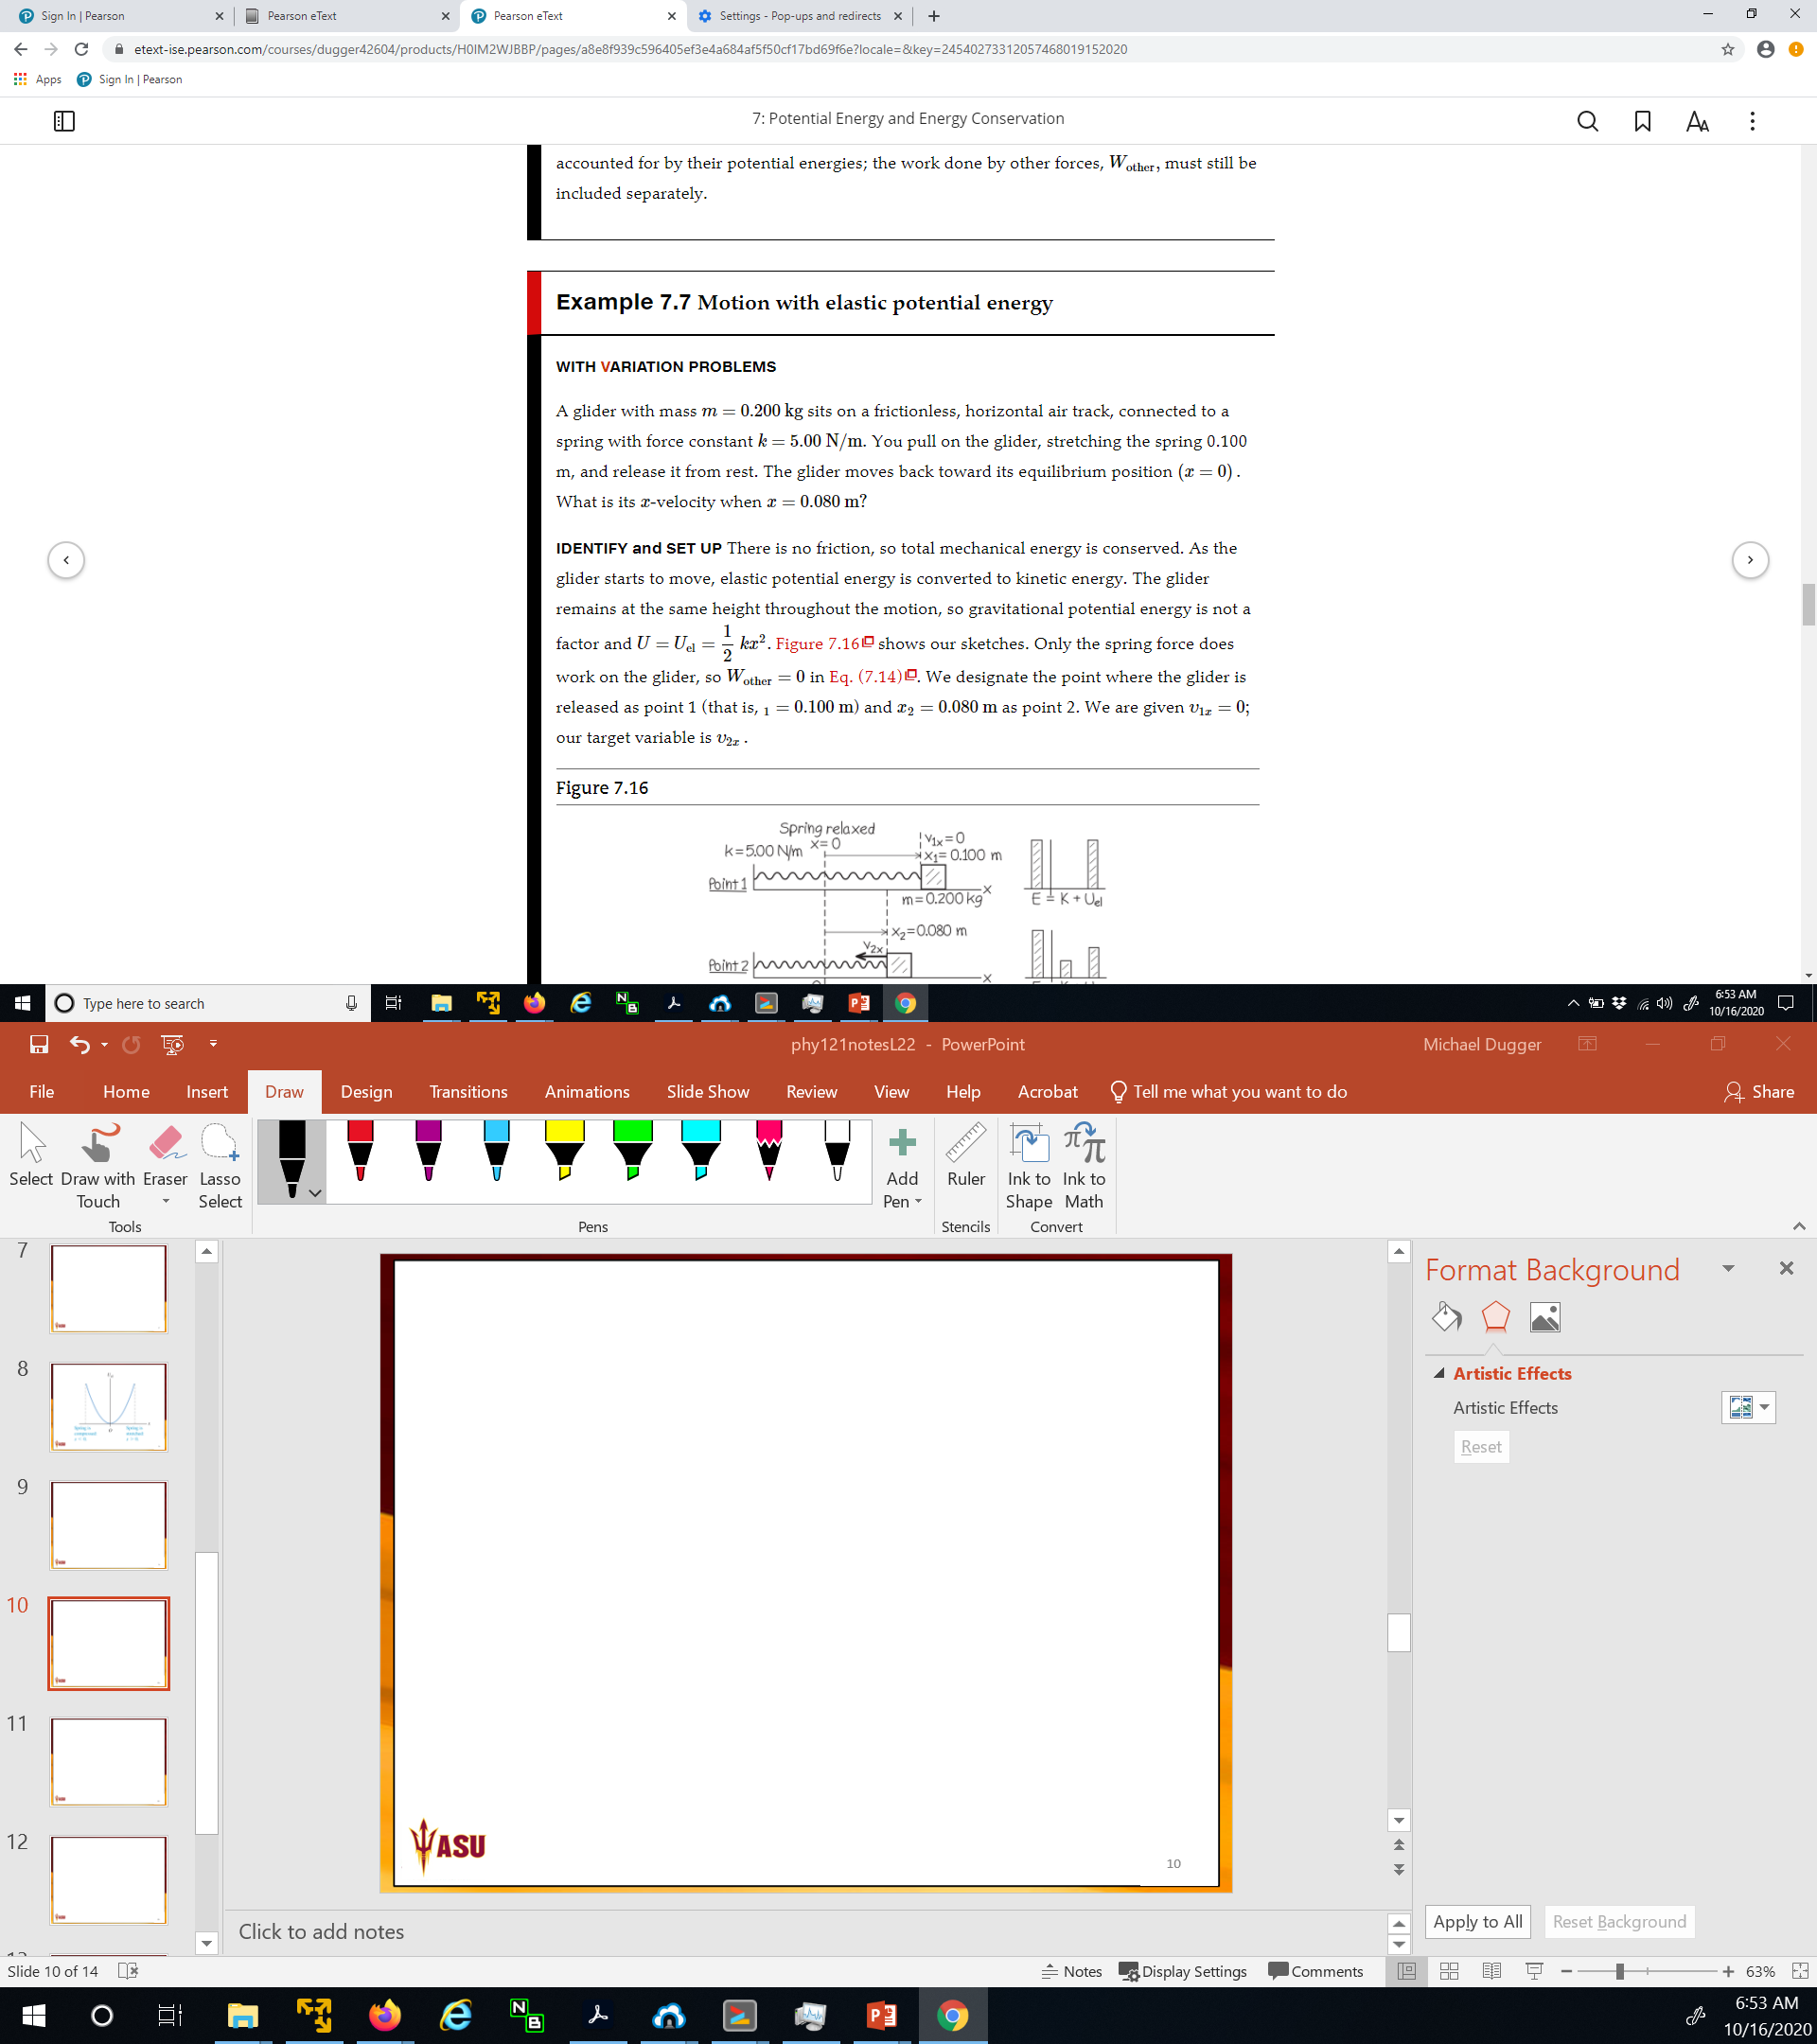 Sign In | Pearson
Pearson eText
Pearson eText
Settings - Pop-ups and redirects
etext-ise.pearson.com/courses/dugger42604/products/H0IM2WJBBP/pages/a8e8f939c596405ef3e4a684af5f50cf17bd69f6e?locale=&key=24540273312057468019152020
Apps
Sign In | Pearson
7: Potential Energy and Energy Conservation
accounted for by their potential energies; the work done by other forces, W_other, must still be
included separately.
Example 7.7 Motion with elastic potential energy
WITH VARIATION PROBLEMS
A glider with mass m = 0.200 kg sits on a frictionless, horizontal air track, connected to a
spring with force constant k = 5.00 N/m. You pull on the glider, stretching the spring 0.100
m, and release it from rest. The glider moves back toward its equilibrium position (x = 0).
What is its x-velocity when x = 0.080 m?
IDENTIFY and SET UP There is no friction, so total mechanical energy is conserved. As the
glider starts to move, elastic potential energy is converted to kinetic energy. The glider
remains at the same height throughout the motion, so gravitational potential energy is not a
factor and U = U_el = 1/2 kx². Figure 7.16 shows our sketches. Only the spring force does
work on the glider, so W_other = 0 in Eq. (7.14). We designate the point where the glider is
released as point 1 (that is, ₁ = 0.100 m) and x₂ = 0.080 m as point 2. We are given v₁ₓ = 0;
our target variable is v₂ₓ.
Figure 7.16
Spring relaxed
x=0
k=5.00 N/m
v₁ₓ=0
x₁=0.100 m
Point 1
x
m=0.200 kg
E = K + U_el
x₂=0.080 m
v₂ₓ
Point 2
x
Type here to search
6:53 AM
10/16/2020
phy121notesL22 - PowerPoint
Michael Dugger
File
Home
Insert
Draw
Design
Transitions
Animations
Slide Show
Review
View
Help
Acrobat
Tell me what you want to do
Share
Select
Draw with
Touch
Eraser
Lasso
Select
Add
Pen
Ruler
Ink to
Shape
Ink to
Math
Tools
Pens
Stencils
Convert
7
8
9
10
11
12
ASU
10
Format Background
Artistic Effects
Artistic Effects
Reset
Apply to All
Reset Background
Click to add notes
Slide 10 of 14
Notes
Display Settings
Comments
63%
6:53 AM
10/16/2020